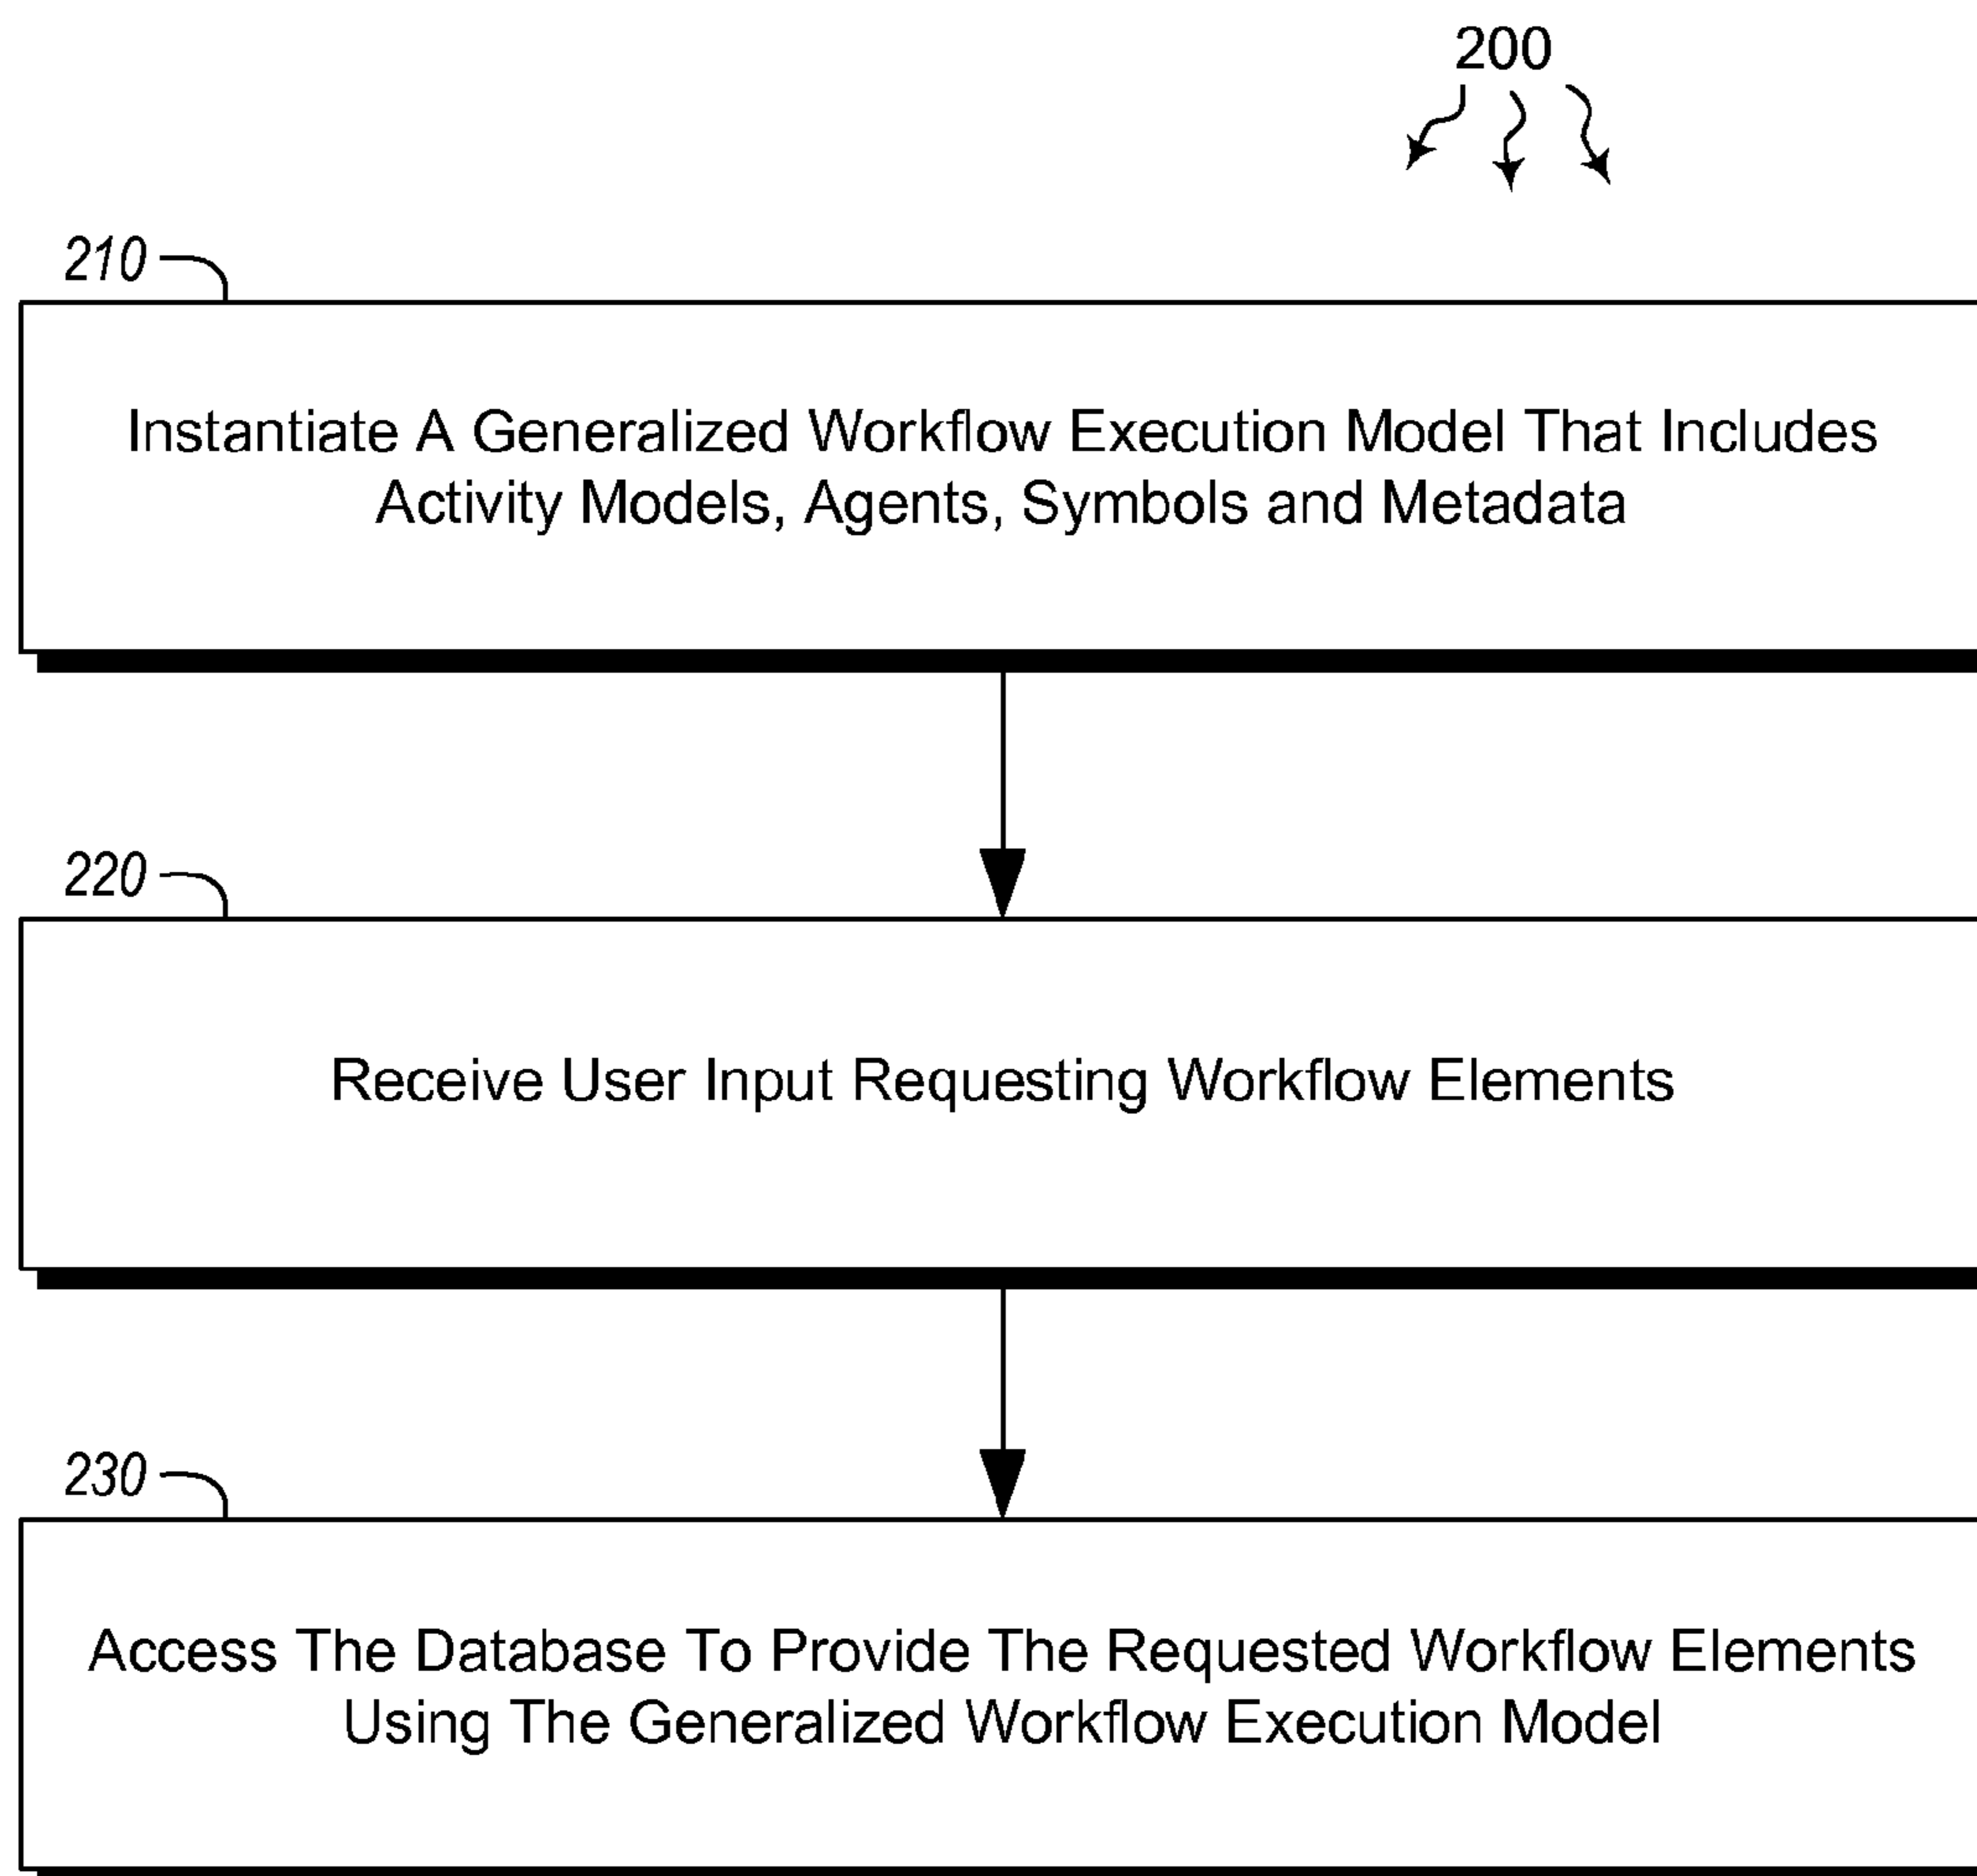 200
210
Instantiate A Generalized Workflow Execution Model That Includes
Activity Models, Agents, Symbols and Metadata
220
Receive User Input Requesting Workflow Elements
230
Access The Database To Provide The Requested Workflow Elements
Using The Generalized Workflow Execution Model